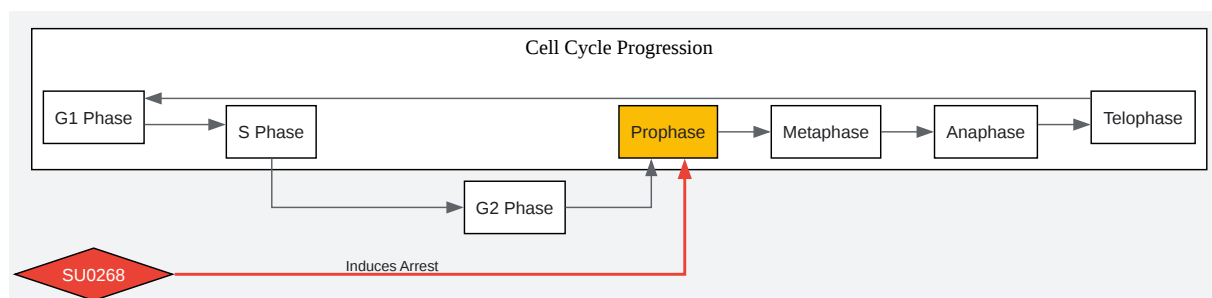 Cell Cycle Progression
G1 Phase
S Phase
Prophase
Metaphase
Anaphase
Telophase
G2 Phase
SU0268
Induces Arrest